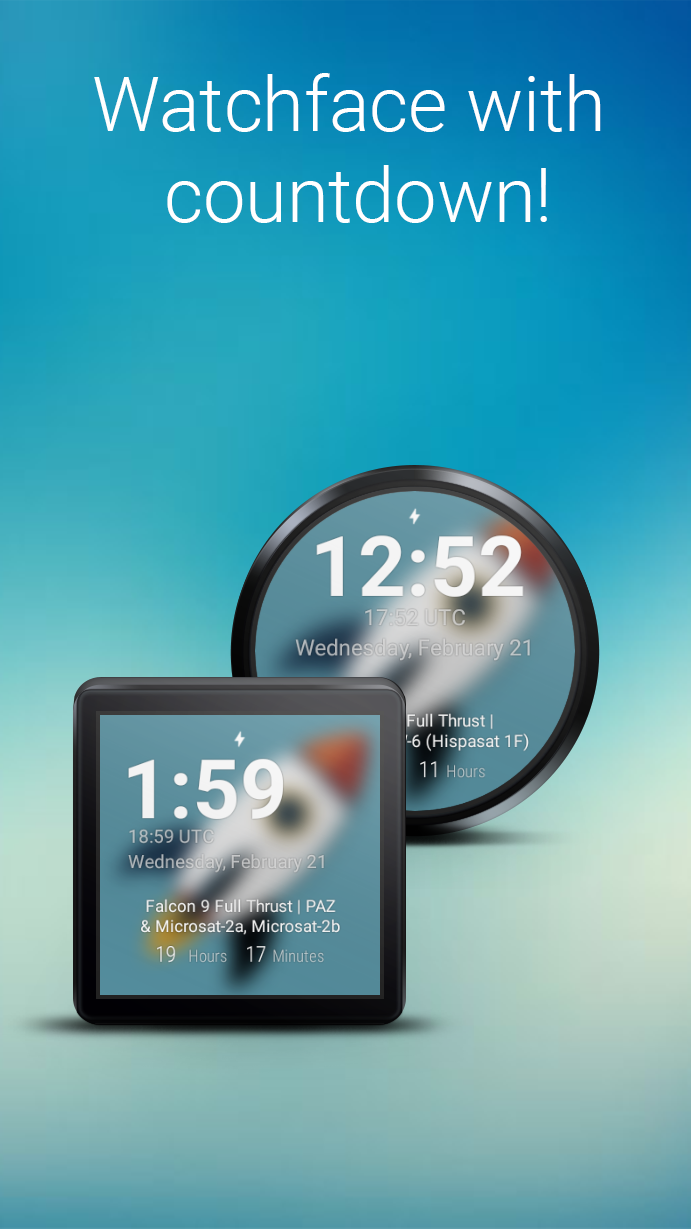 Watchface with
countdown!
12:52
17:52 UTC
Wednesday, February 21
Full Thrust |
-6 (Hispasat 1F)
11 Hours
1:59
18:59 UTC
Wednesday, February 21
Falcon 9 Full Thrust | PAZ
& Microsat-2a, Microsat-2b
19 Hours 17 Minutes